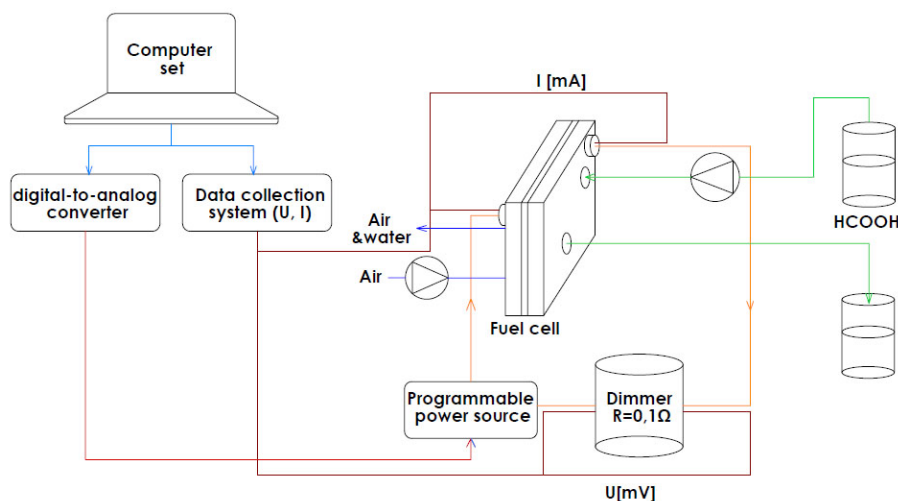 Computer
set
I [mA]
digital-to-analog
converter
Data collection
system (U, I)
Air
&water
Air
HCOOH
Fuel cell
Programmable
power source
Dimmer
R=0,1Ω
U[mV]